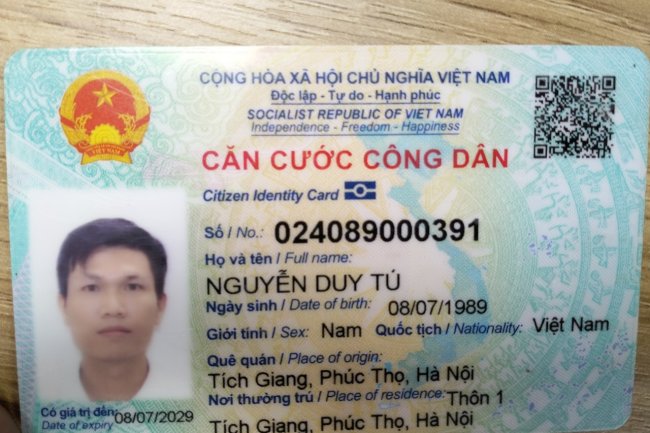 CỘNG HÒA XÃ HỘI CHỦ NGHĨA VIỆT NAM
Độc lập - Tự do - Hạnh phúc
SOCIALIST REPUBLIC OF VIET NAM
Independence - Freedom - Happiness
CĂN CƯỚC CÔNG DÂN
Citizen Identity Card
Số / No.: 024089000391
Họ và tên / Full name:
NGUYỄN DUY TÚ
Ngày sinh / Date of birth: 08/07/1989
Giới tính / Sex: Nam Quốc tịch / Nationality: Việt Nam
Quê quán / Place of origin:
Tích Giang, Phúc Thọ, Hà Nội
Nơi thường trú / Place of residence: Thôn 1
Tích Giang, Phúc Thọ, Hà Nội
Có giá trị đến: 08/07/2029
Date of expiry